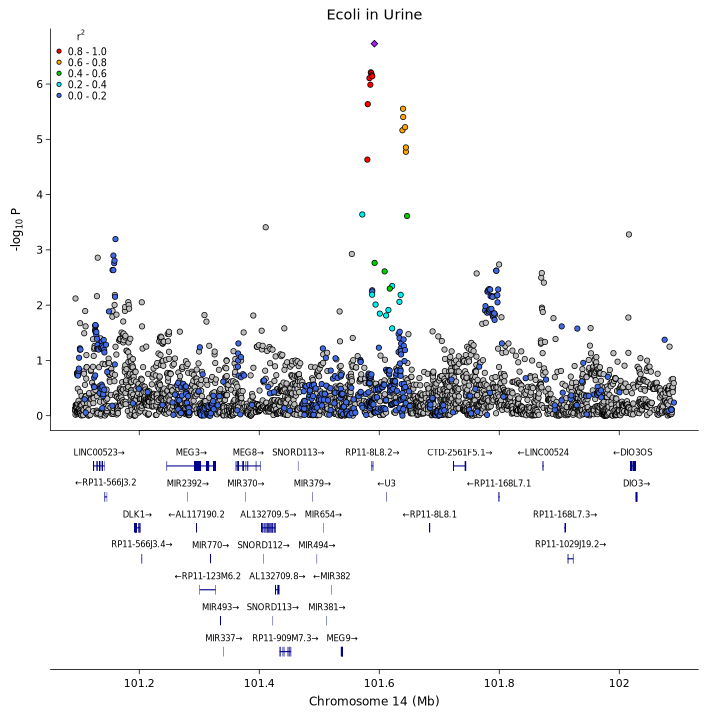 Ecoli in Urine
r2
0.8 - 1.0
0.6 - 0.8
0.4 - 0.6
0.2 - 0.4
0.0 - 0.2
6
5
4
3
2
1
0
-log10 P
LINC00523→ MEG3→ MEG8→ SNORD113→ RP11-8L8.2→ CTD-2561F5.1→ ←LINC00524 ←DIO3OS
←RP11-566J3.2 MIR2392→ MIR370→ MIR379→ ←U3 ←RP11-168L7.1 DIO3→
DLK1→ ←AL117190.2 AL132709.5→ MIR654→ ←RP11-8L8.1 RP11-168L7.3→
RP11-566J3.4→ MIR770→ SNORD112→ MIR494→ RP11-1029J19.2→
←RP11-123M6.2 AL132709.8→ ←MIR382
MIR493→ SNORD113→ MIR381→
MIR337→ RP11-909M7.3→ MEG9→
101.2 101.4 101.6 101.8 102
Chromosome 14 (Mb)